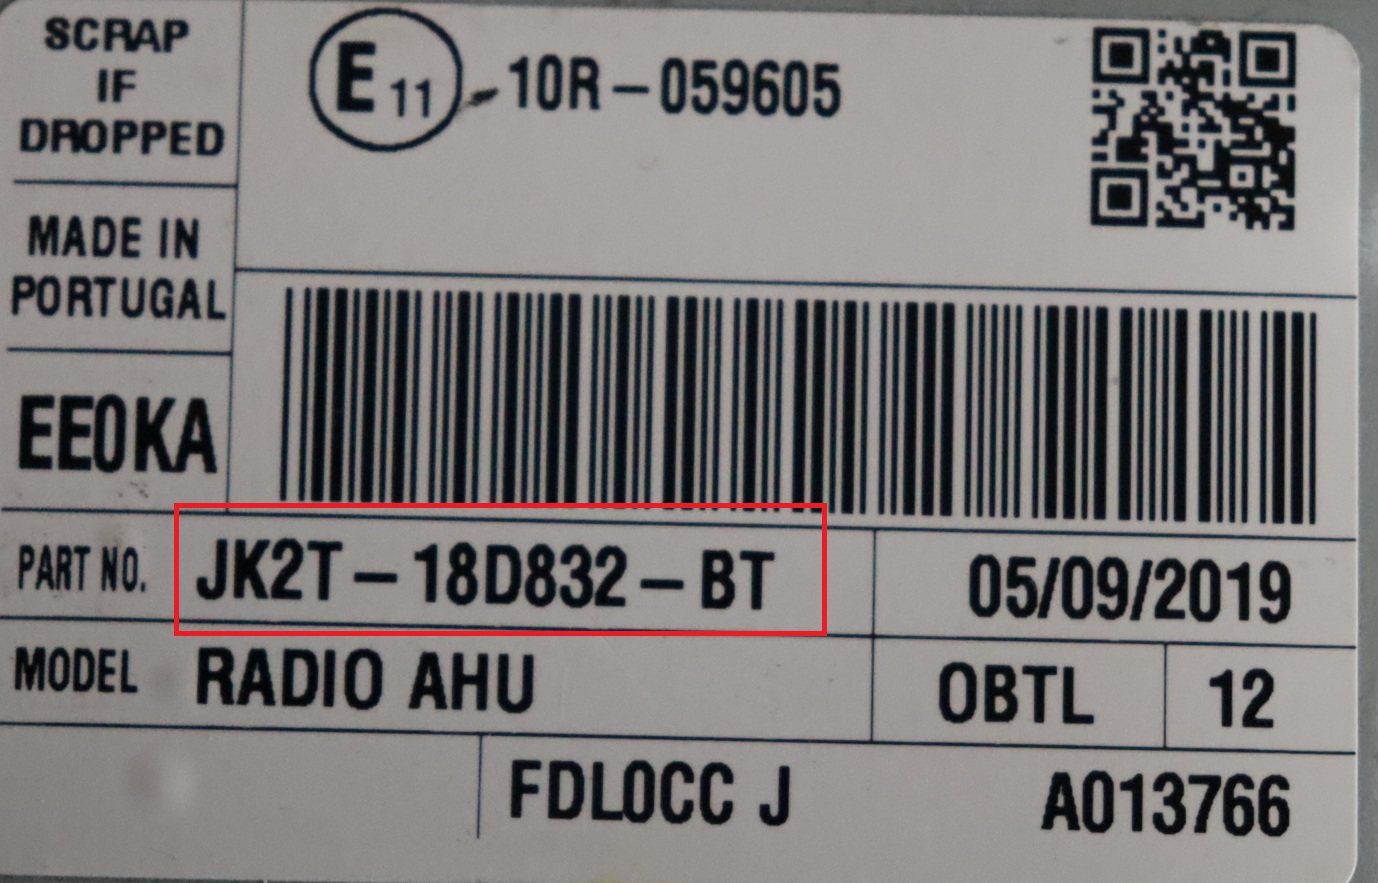 SCRAP
IF
DROPPED
E 11 10R-059605
MADE IN
PORTUGAL
EE0KA
PART NO. JK2T-18D832-BT 05/09/2019
MODEL RADIO AHU OBTL 12
FDL0CC J A013766